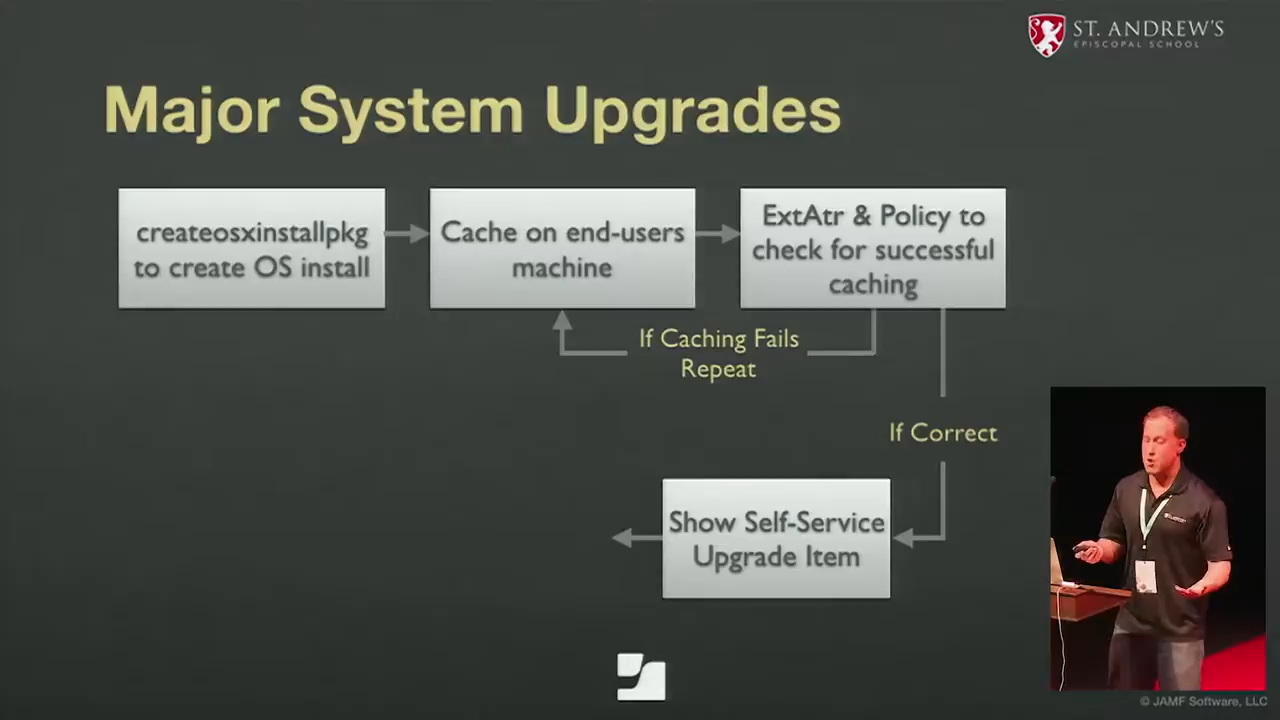 ST. ANDREW'S
EPISCOPAL SCHOOL
Major System Upgrades
createosxinstallpkg
to create OS install
Cache on end-users
machine
ExtAtr & Policy to
check for successful
caching
If Caching Fails
Repeat
If Correct
Show Self-Service
Upgrade Item
© JAMF Software, LLC